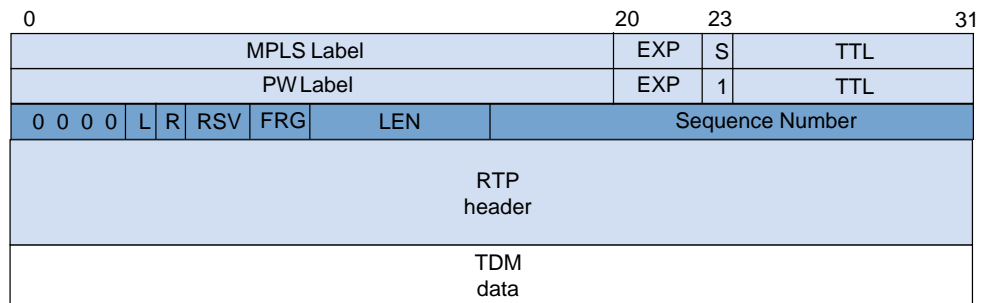 0 20 23 31
MPLS Label EXP S TTL
PW Label EXP 1 TTL
0 0 0 0 L R RSV FRG LEN Sequence Number
RTP
header
TDM
data